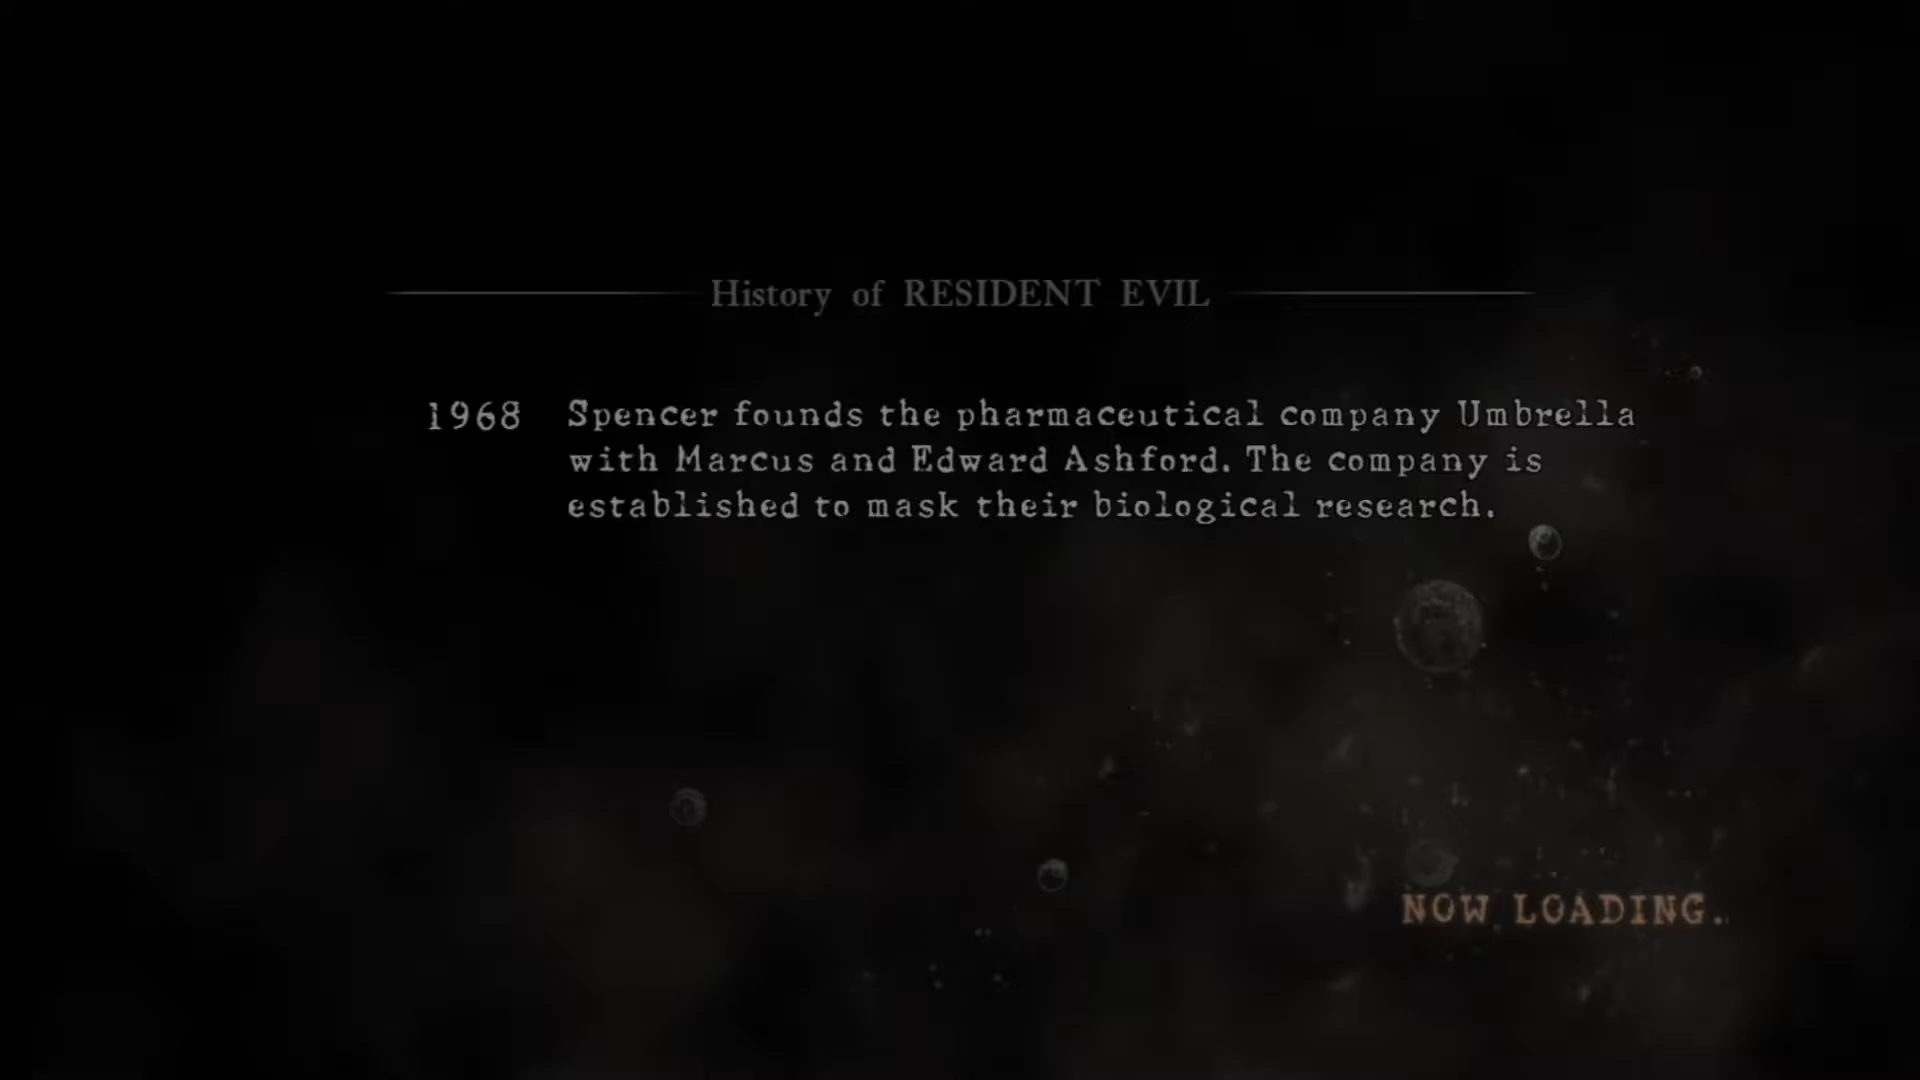 History of RESIDENT EVIL
1968 Spencer founds the pharmaceutical company Umbrella
with Marcus and Edward Ashford. The company is
established to mask their biological research.
NOW LOADING..